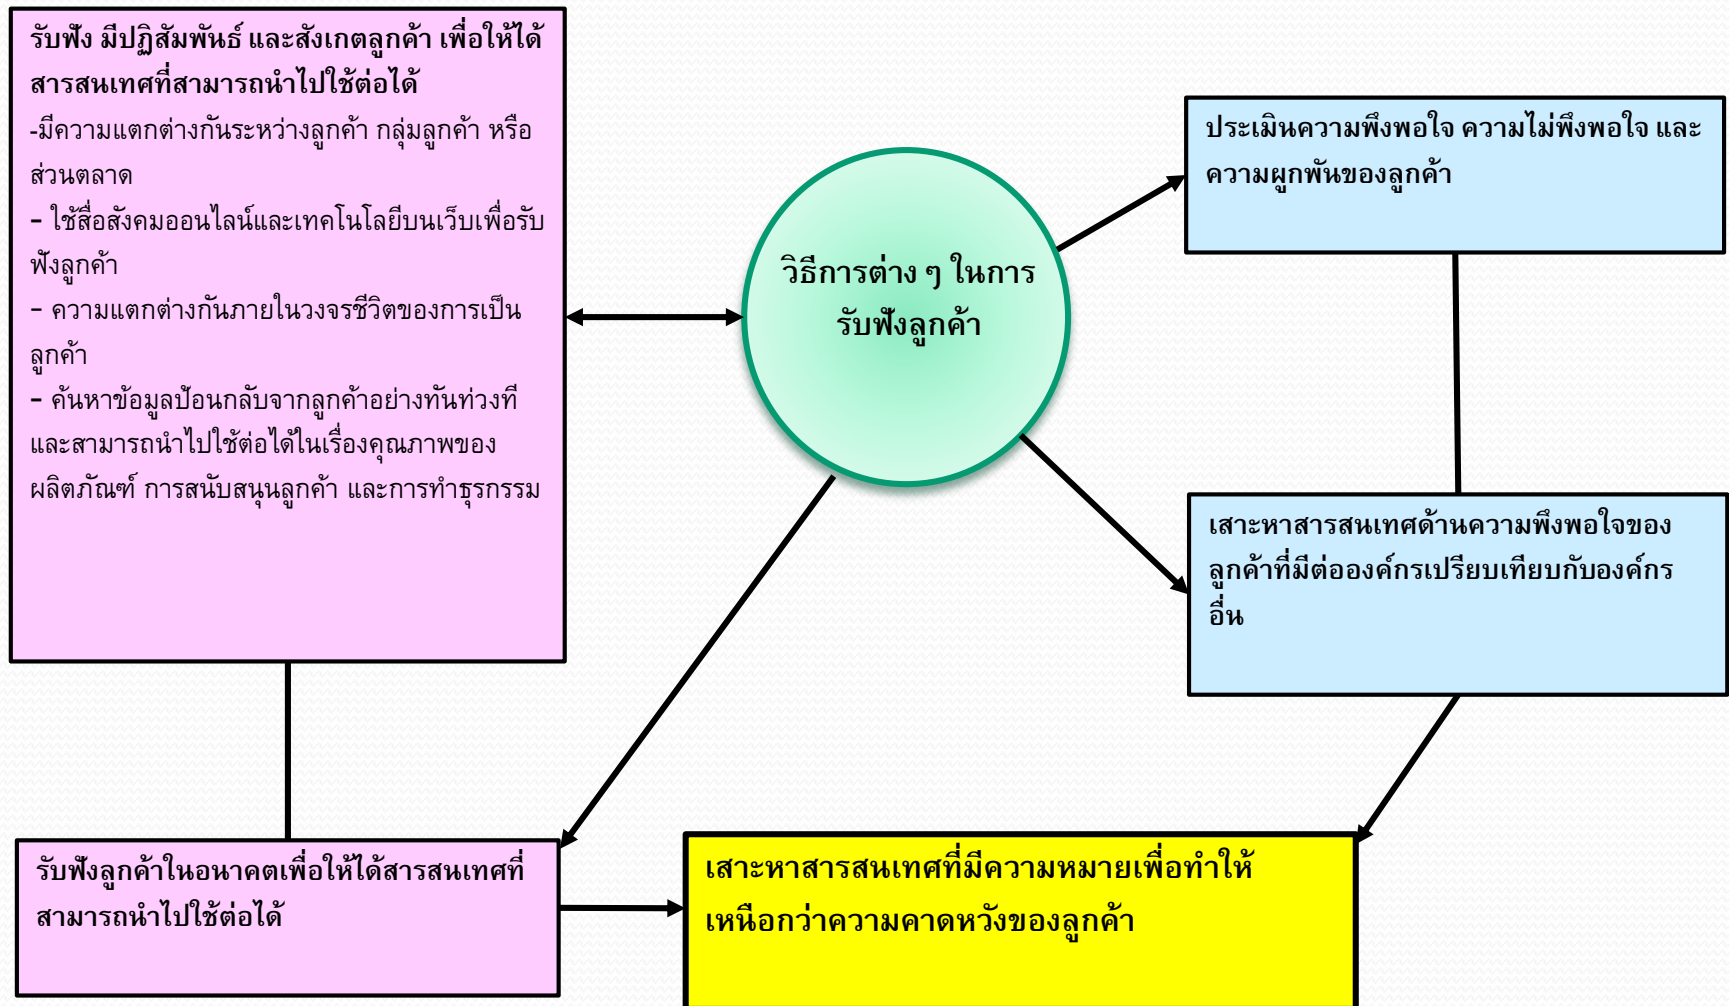 รับฟัง มีปฏิสัมพันธ์ และสังเกตลูกค้า เพื่อให้ได้
สารสนเทศที่สามารถนำไปใช้ต่อได้
-มีความแตกต่างกันระหว่างลูกค้า กลุ่มลูกค้า หรือ
ส่วนตลาด
- ใช้สื่อสังคมออนไลน์และเทคโนโลยีบนเว็บเพื่อรับ
ฟังลูกค้า
- ความแตกต่างกันภายในวงจรชีวิตของการเป็น
ลูกค้า
- ค้นหาข้อมูลป้อนกลับจากลูกค้าอย่างทันท่วงที
และสามารถนำไปใช้ต่อได้ในเรื่องคุณภาพของ
ผลิตภัณฑ์ การสนับสนุนลูกค้า และการทำธุรกรรม
วิธีการต่าง ๆ ในการ
รับฟังลูกค้า
ประเมินความพึงพอใจ ความไม่พึงพอใจ และ
ความผูกพันของลูกค้า
เสาะหาสารสนเทศด้านความพึงพอใจของ
ลูกค้าที่มีต่อองค์กรเปรียบเทียบกับองค์กร
อื่น
รับฟังลูกค้าในอนาคตเพื่อให้ได้สารสนเทศที่
สามารถนำไปใช้ต่อได้
เสาะหาสารสนเทศที่มีความหมายเพื่อทำให้
เหนือกว่าความคาดหวังของลูกค้า